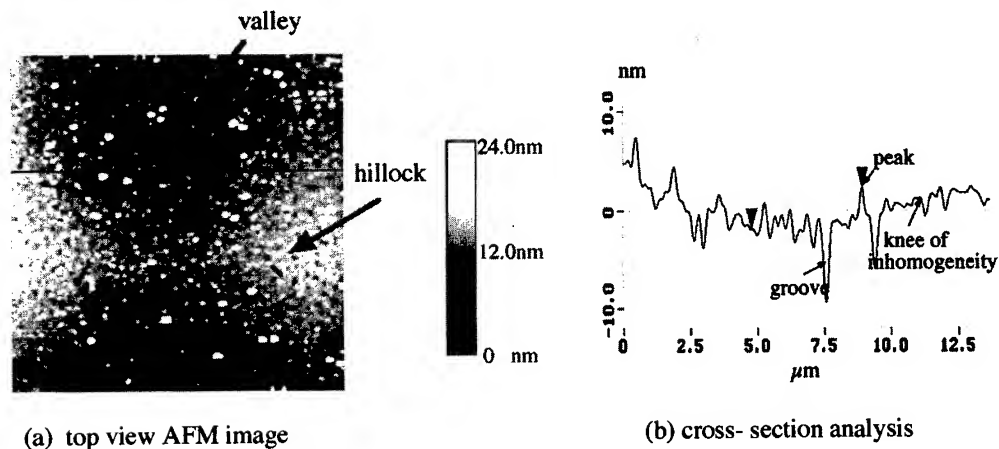 valley
hillock
24.0nm
12.0nm
0 nm
(a) top view AFM image
nm
10.0
0
-10.0
peak
knee of
inhomogeneity
groove
0 2.5 5.0 7.5 10.0 12.5
µm
(b) cross- section analysis